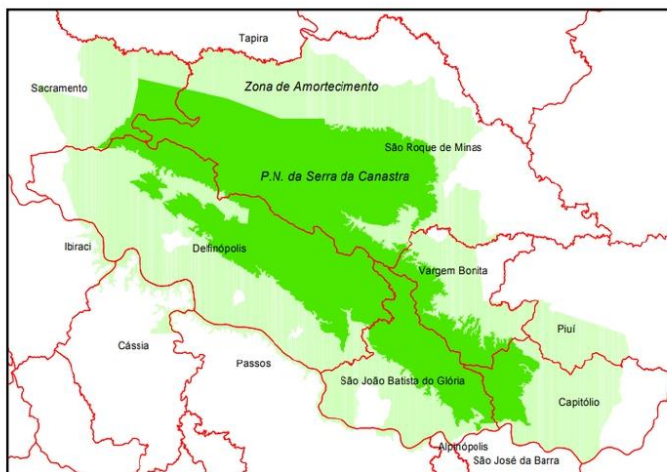 Tapira
Sacramento
Zona de Amortecimento
São Roque de Minas
P.N. da Serra da Canastra
Ibiraci
Delfinópolis
Vargem Bonita
Piuí
Cássia
Passos
São João Batista do Glória
Capitólio
Alpinópolis
São José da Barra